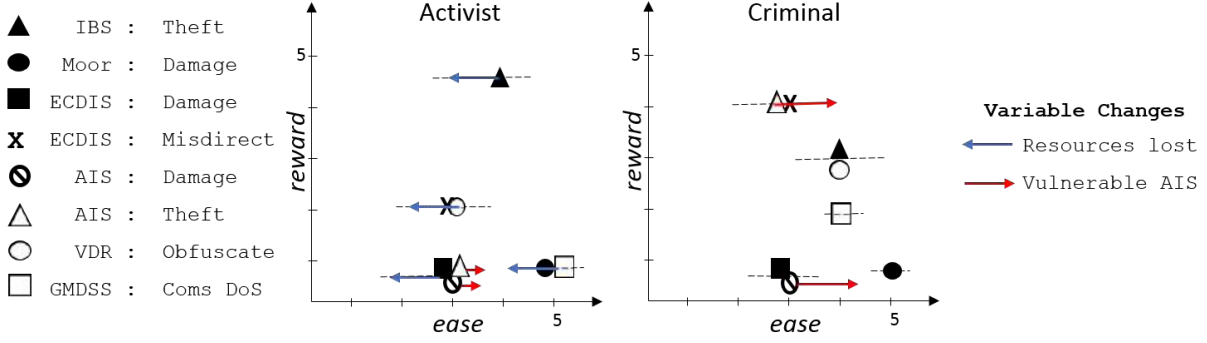 IBS : Theft
Moor : Damage
ECDIS : Damage
ECDIS : Misdirect
AIS : Damage
AIS : Theft
VDR : Obfuscate
GMDSS : Coms DoS
Activist
5
reward
ease
5
Criminal
5
reward
ease
5
Variable Changes
Resources lost
Vulnerable AIS